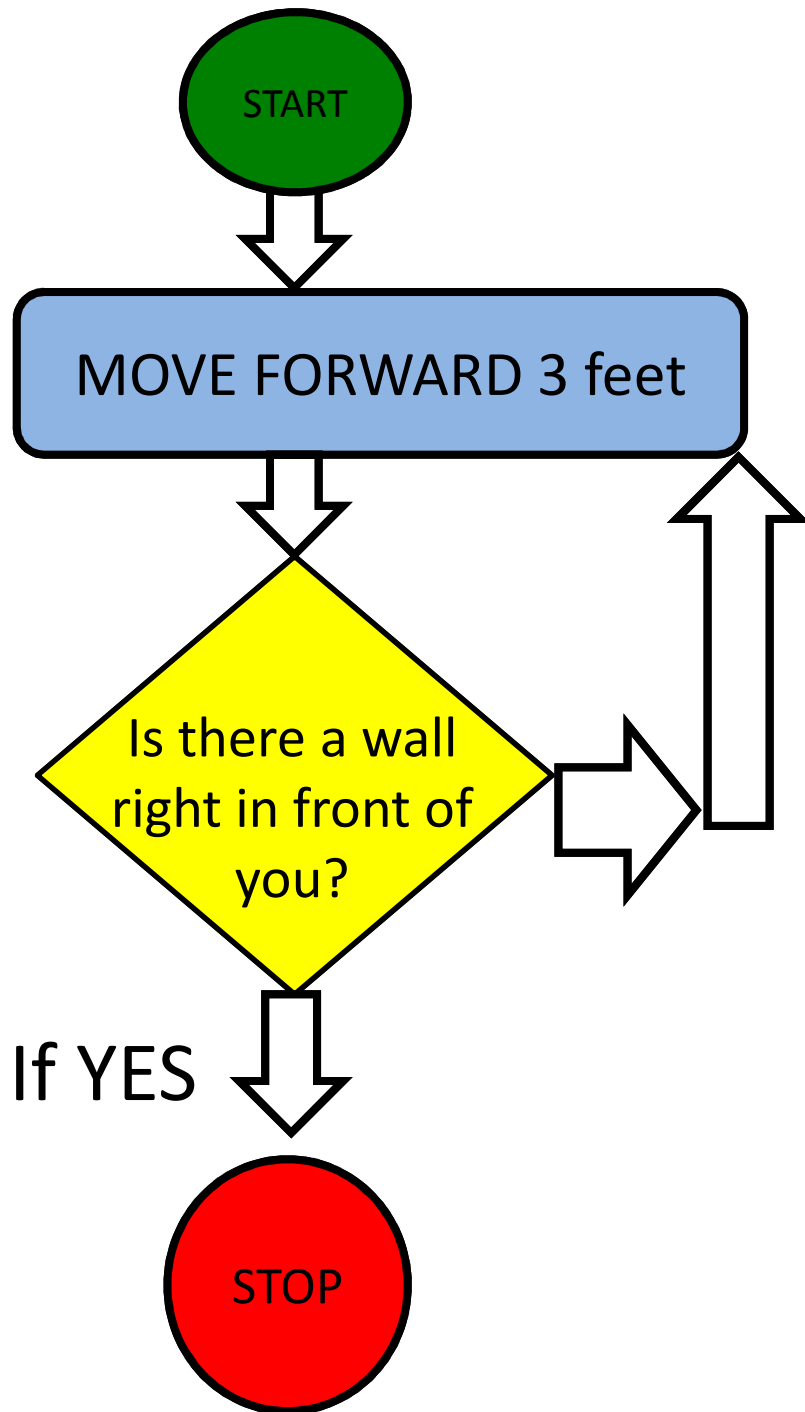 START
MOVE FORWARD 3 feet
Is there a wall
right in front of
you?
If YES
STOP